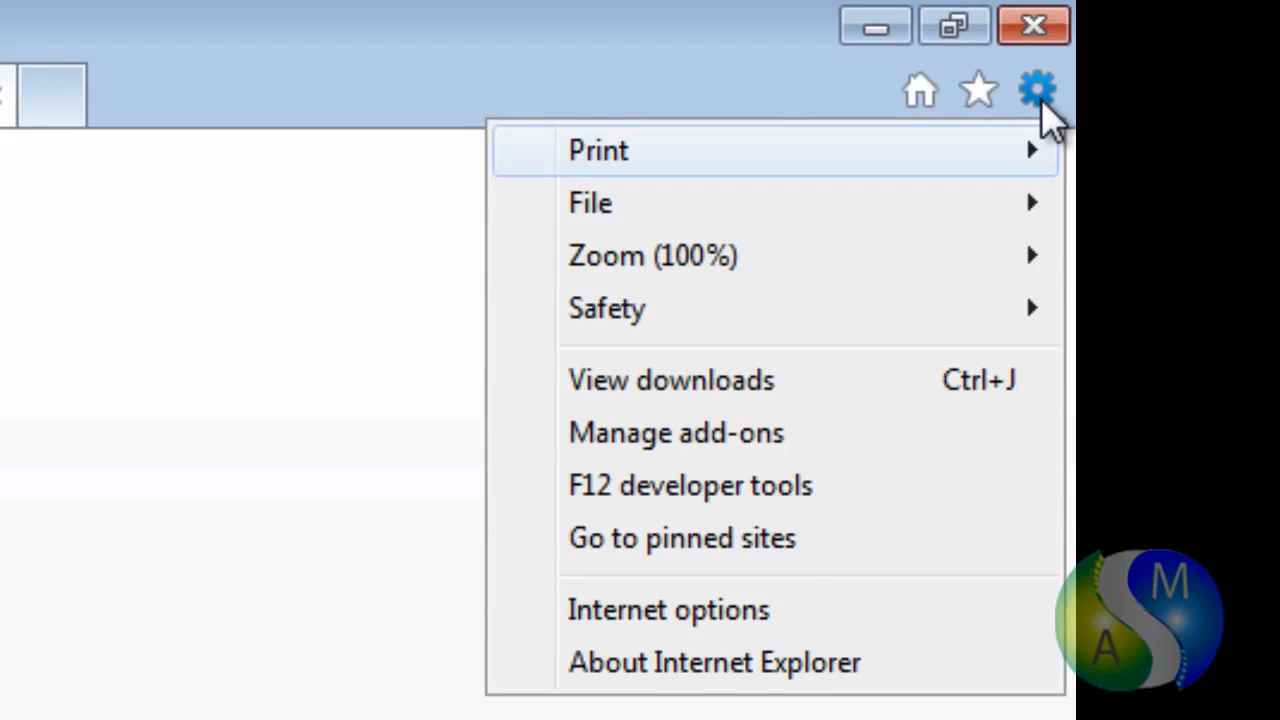 Print
File
Zoom (100%)
Safety
View downloads Ctrl+J
Manage add-ons
F12 developer tools
Go to pinned sites
Internet options
About Internet Explorer
M
S
A